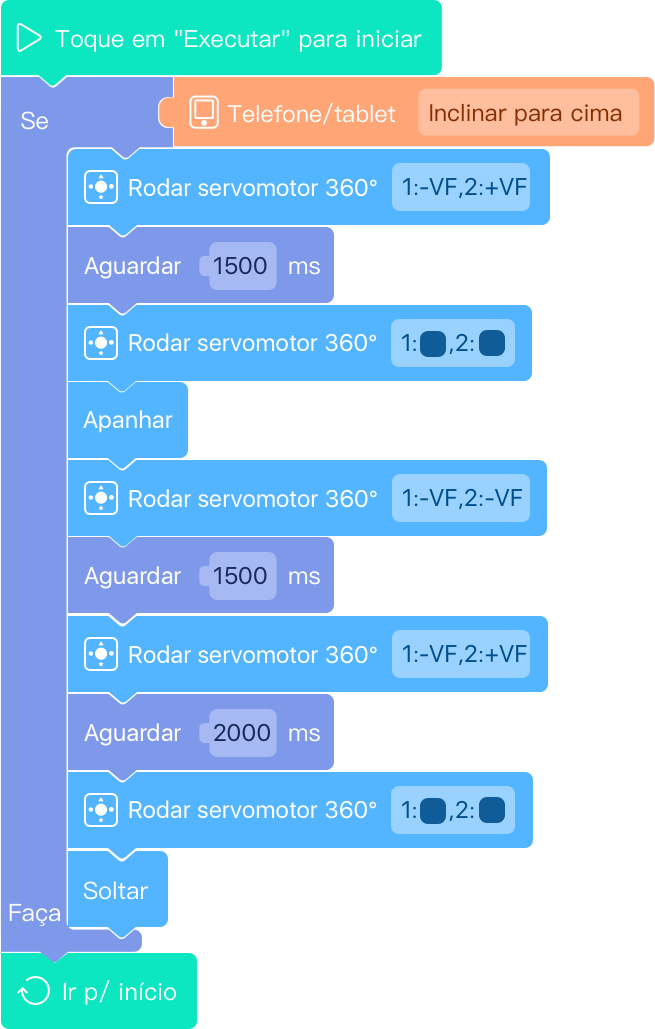 Toque em "Executar" para iniciar
Se
Telefone/tablet Inclinar para cima
Rodar servomotor 360° 1:-VF,2:+VF
Aguardar 1500 ms
Rodar servomotor 360° 1: ,2:
Apanhar
Rodar servomotor 360° 1:-VF,2:-VF
Aguardar 1500 ms
Rodar servomotor 360° 1:-VF,2:+VF
Aguardar 2000 ms
Rodar servomotor 360° 1: ,2:
Soltar
Faça
Ir p/ início